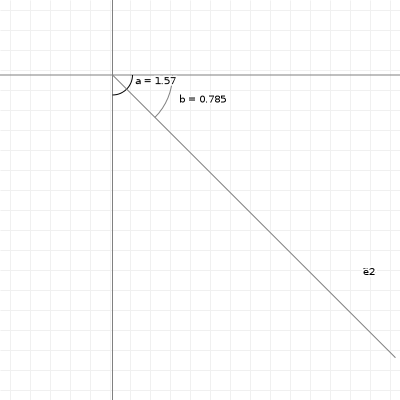 a = 1.57
b = 0.785
e2